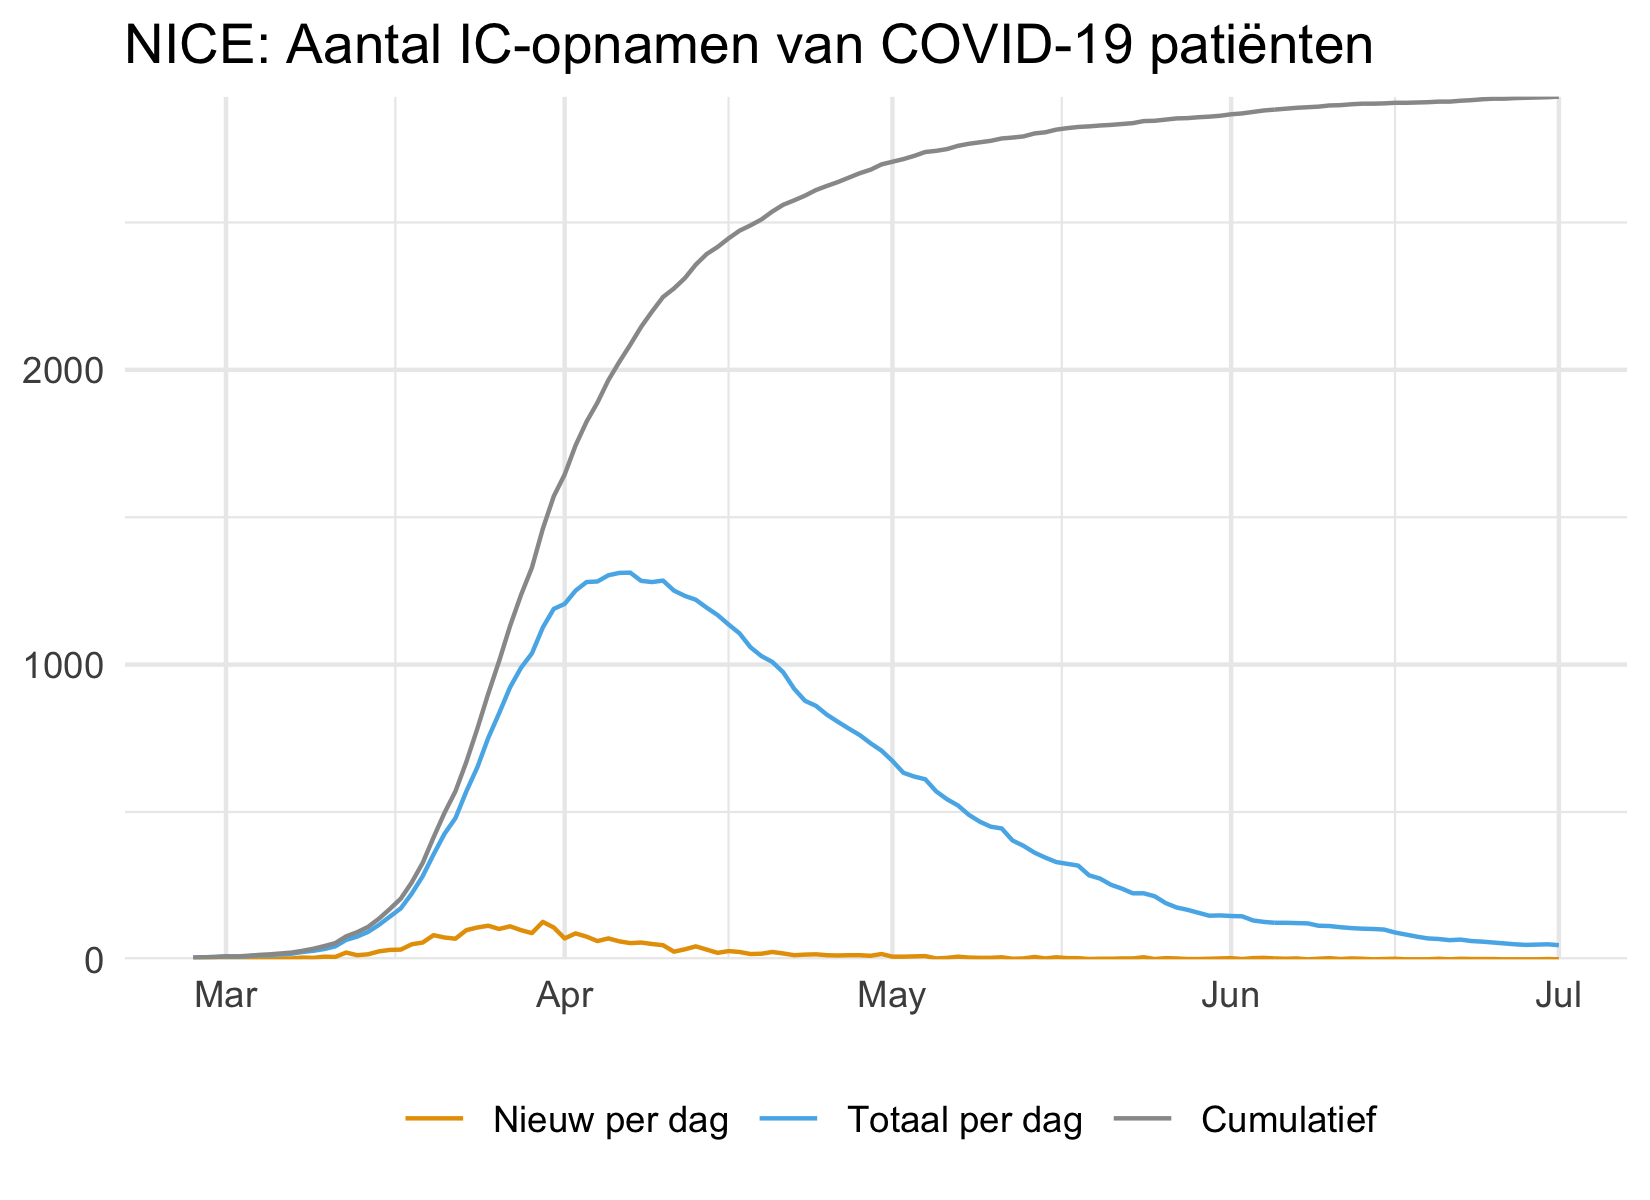 NICE: Aantal IC-opnamen van COVID-19 patiënten
2000
1000
0
Mar Apr May Jun Jul
Nieuw per dag Totaal per dag Cumulatief